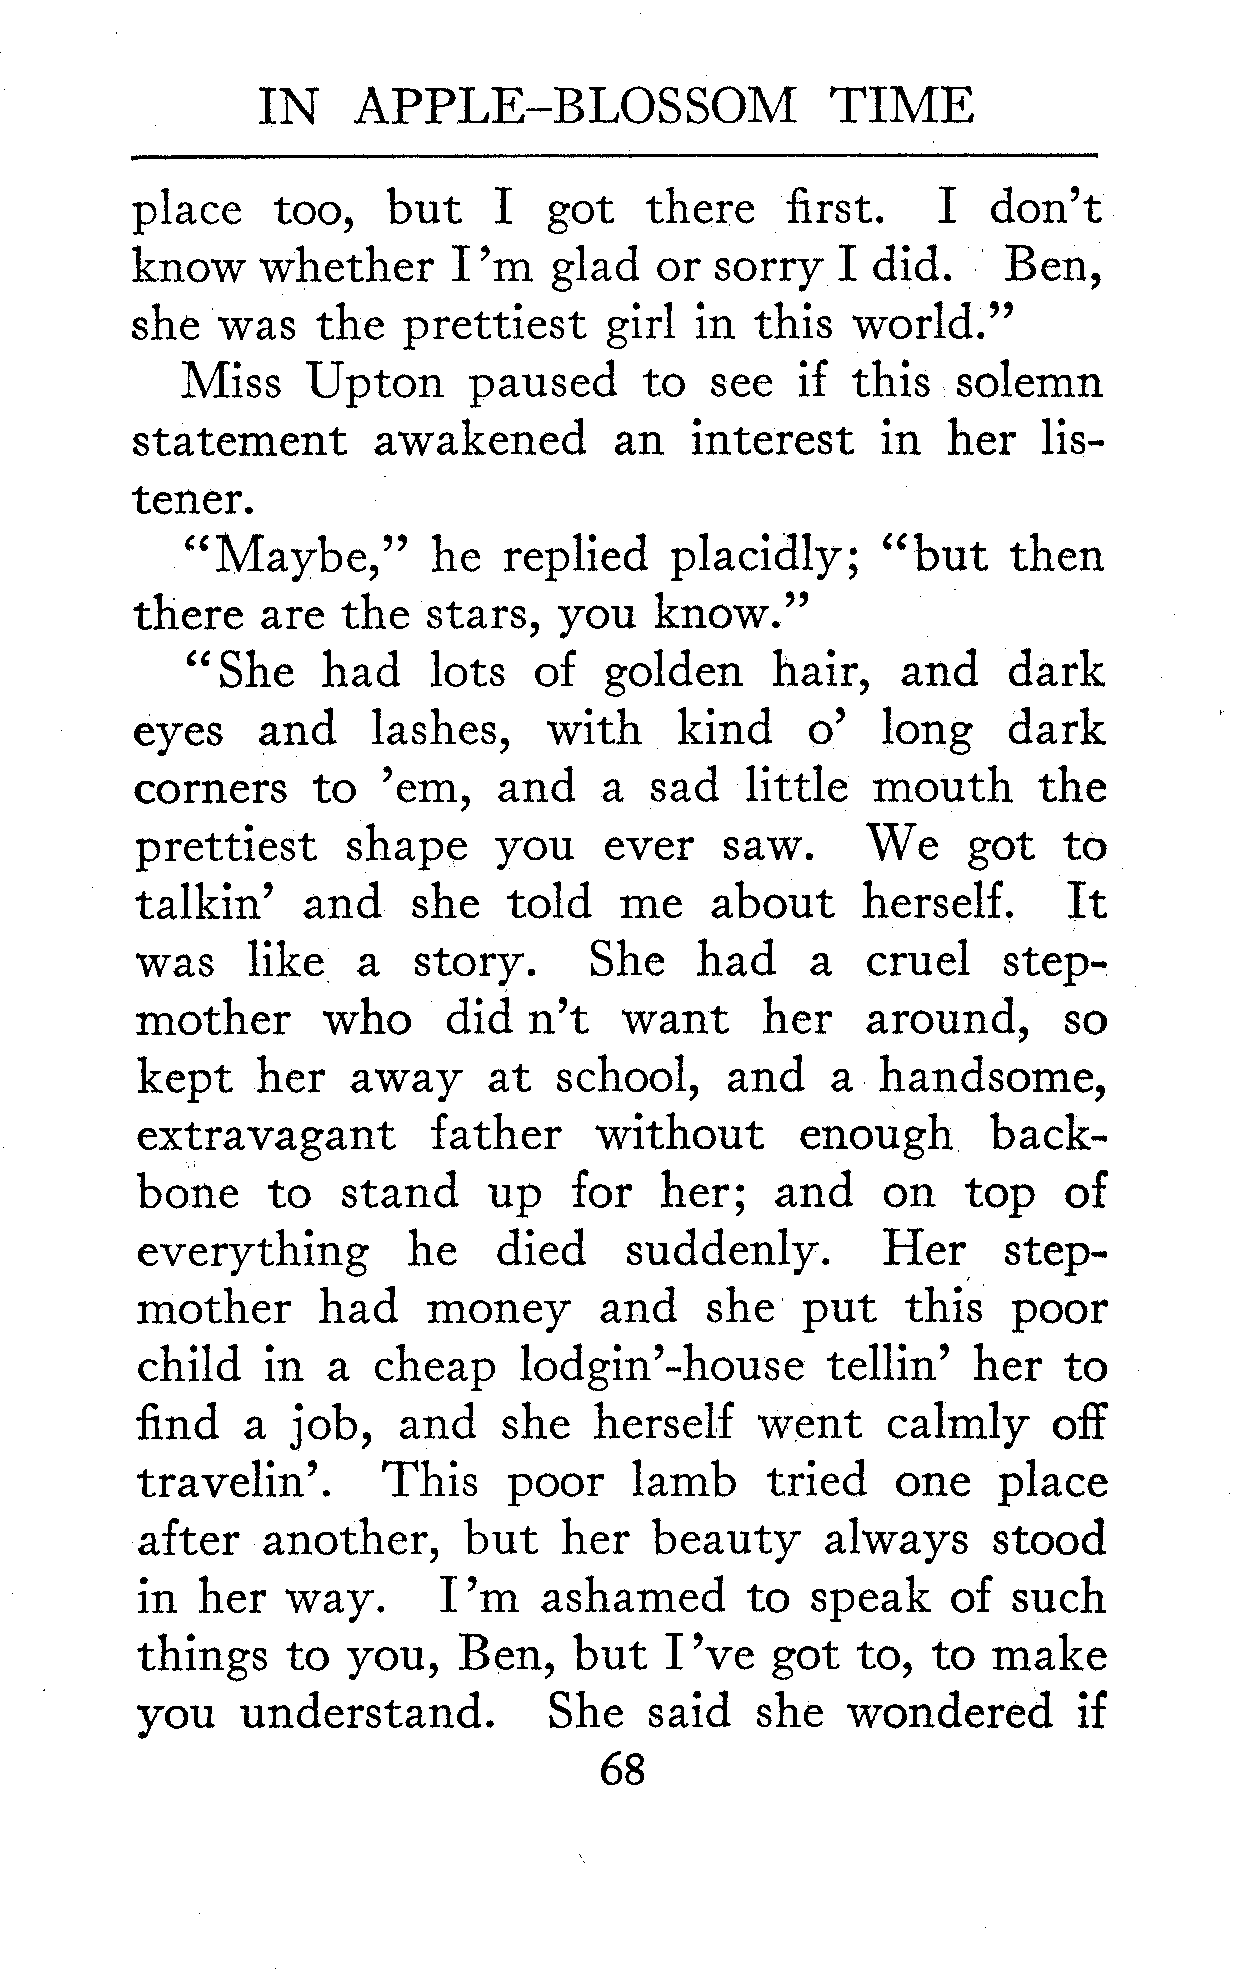 IN APPLE-BLOSSOM TIME
place too, but I got there first. I don't
know whether I'm glad or sorry I did. Ben,
she was the prettiest girl in this world."
Miss Upton paused to see if this solemn
statement awakened an interest in her lis-
tener.
"Maybe," he replied placidly; "but then
there are the stars, you know."
"She had lots of golden hair, and dark
eyes and lashes, with kind o' long dark
corners to 'em, and a sad little mouth the
prettiest shape you ever saw. We got to
talkin' and she told me about herself. It
was like a story. She had a cruel step-
mother who did n't want her around, so
kept her away at school, and a handsome,
extravagant father without enough back-
bone to stand up for her; and on top of
everything he died suddenly. Her step-
mother had money and she put this poor
child in a cheap lodgin'-house tellin' her to
find a job, and she herself went calmly off
travelin'. This poor lamb tried one place
after another, but her beauty always stood
in her way. I'm ashamed to speak of such
things to you, Ben, but I've got to, to make
you understand. She said she wondered if
68